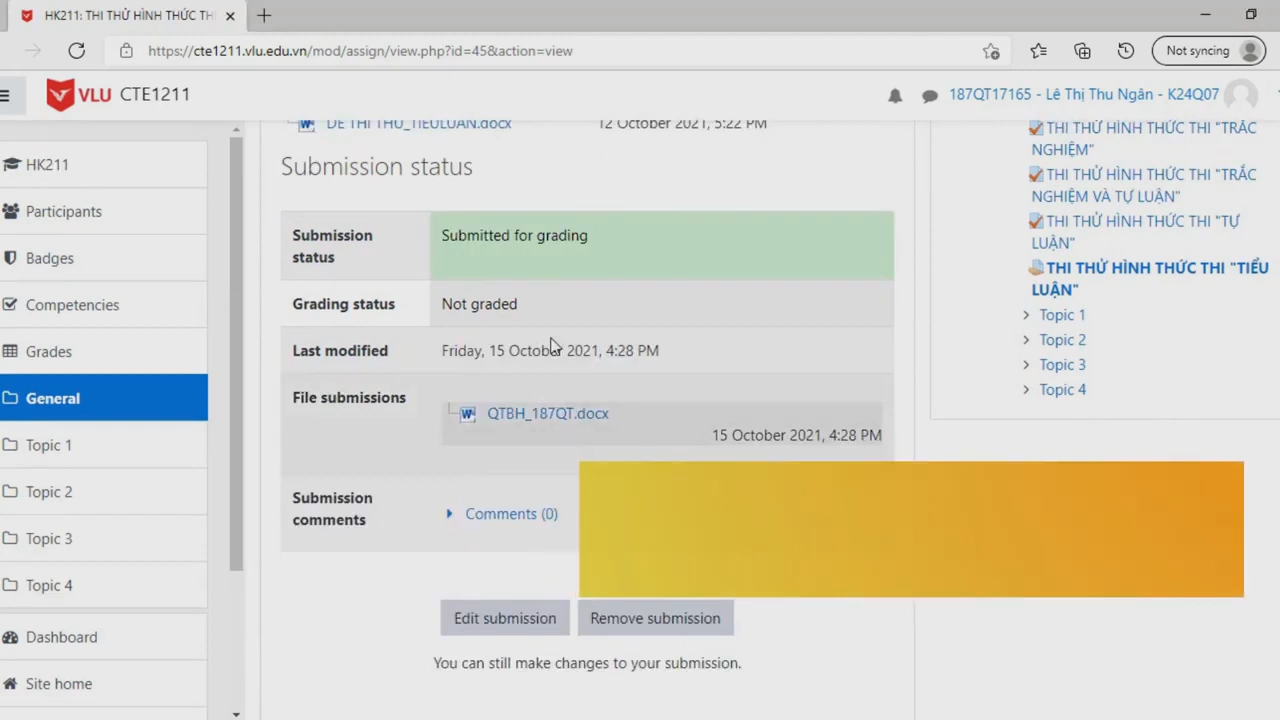 HK211: THI THỬ HÌNH THỨC TH
https://cte1211.vlu.edu.vn/mod/assign/view.php?id=45&action=view
Not syncing
VLU CTE1211
187QT17165 - Lê Thị Thu Ngân - K24Q07
HK211
Participants
Badges
Competencies
Grades
General
Topic 1
Topic 2
Topic 3
Topic 4
Dashboard
Site home
DE THI THU_TIEULUAN.docx
12 October 2021, 5:22 PM
Submission status
Submission status
Submitted for grading
Grading status
Not graded
Last modified
Friday, 15 October 2021, 4:28 PM
File submissions
QTBH_187QT.docx
15 October 2021, 4:28 PM
Submission comments
Comments (0)
Edit submission
Remove submission
You can still make changes to your submission.
THI THỬ HÌNH THỨC THI "TRẮC
NGHIỆM"
THI THỬ HÌNH THỨC THI "TRẮC
NGHIỆM VÀ TỰ LUẬN"
THI THỬ HÌNH THỨC THI "TỰ
LUẬN"
THI THỬ HÌNH THỨC THI "TIỂU
LUẬN"
Topic 1
Topic 2
Topic 3
Topic 4